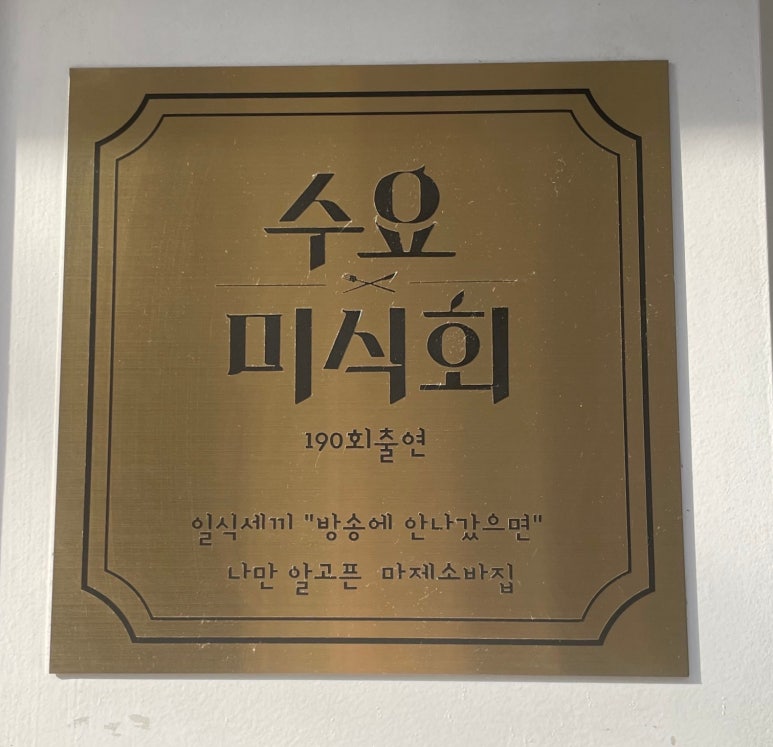 수요
미식회
190회출연
일식세끼 "방송에 안나갔으면"
나만 알고픈 마제소바집